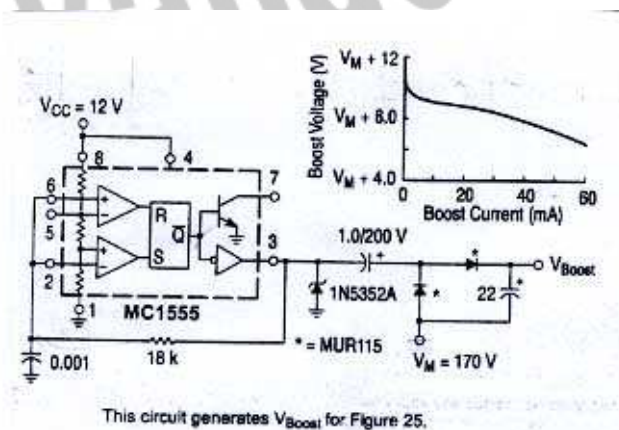 V_CC = 12 V
8
4
6
5
2
1
7
3
R
Q̅
S
MC1555
0.001
18 k
1N5352A
1.0/200 V
+
* = MUR115
*
*
22
+
V_Boost
V_M = 170 V
Boost Voltage (V)
V_M + 12
V_M + 8.0
V_M + 4.0
0
20
40
60
Boost Current (mA)
This circuit generates V_Boost for Figure 25.